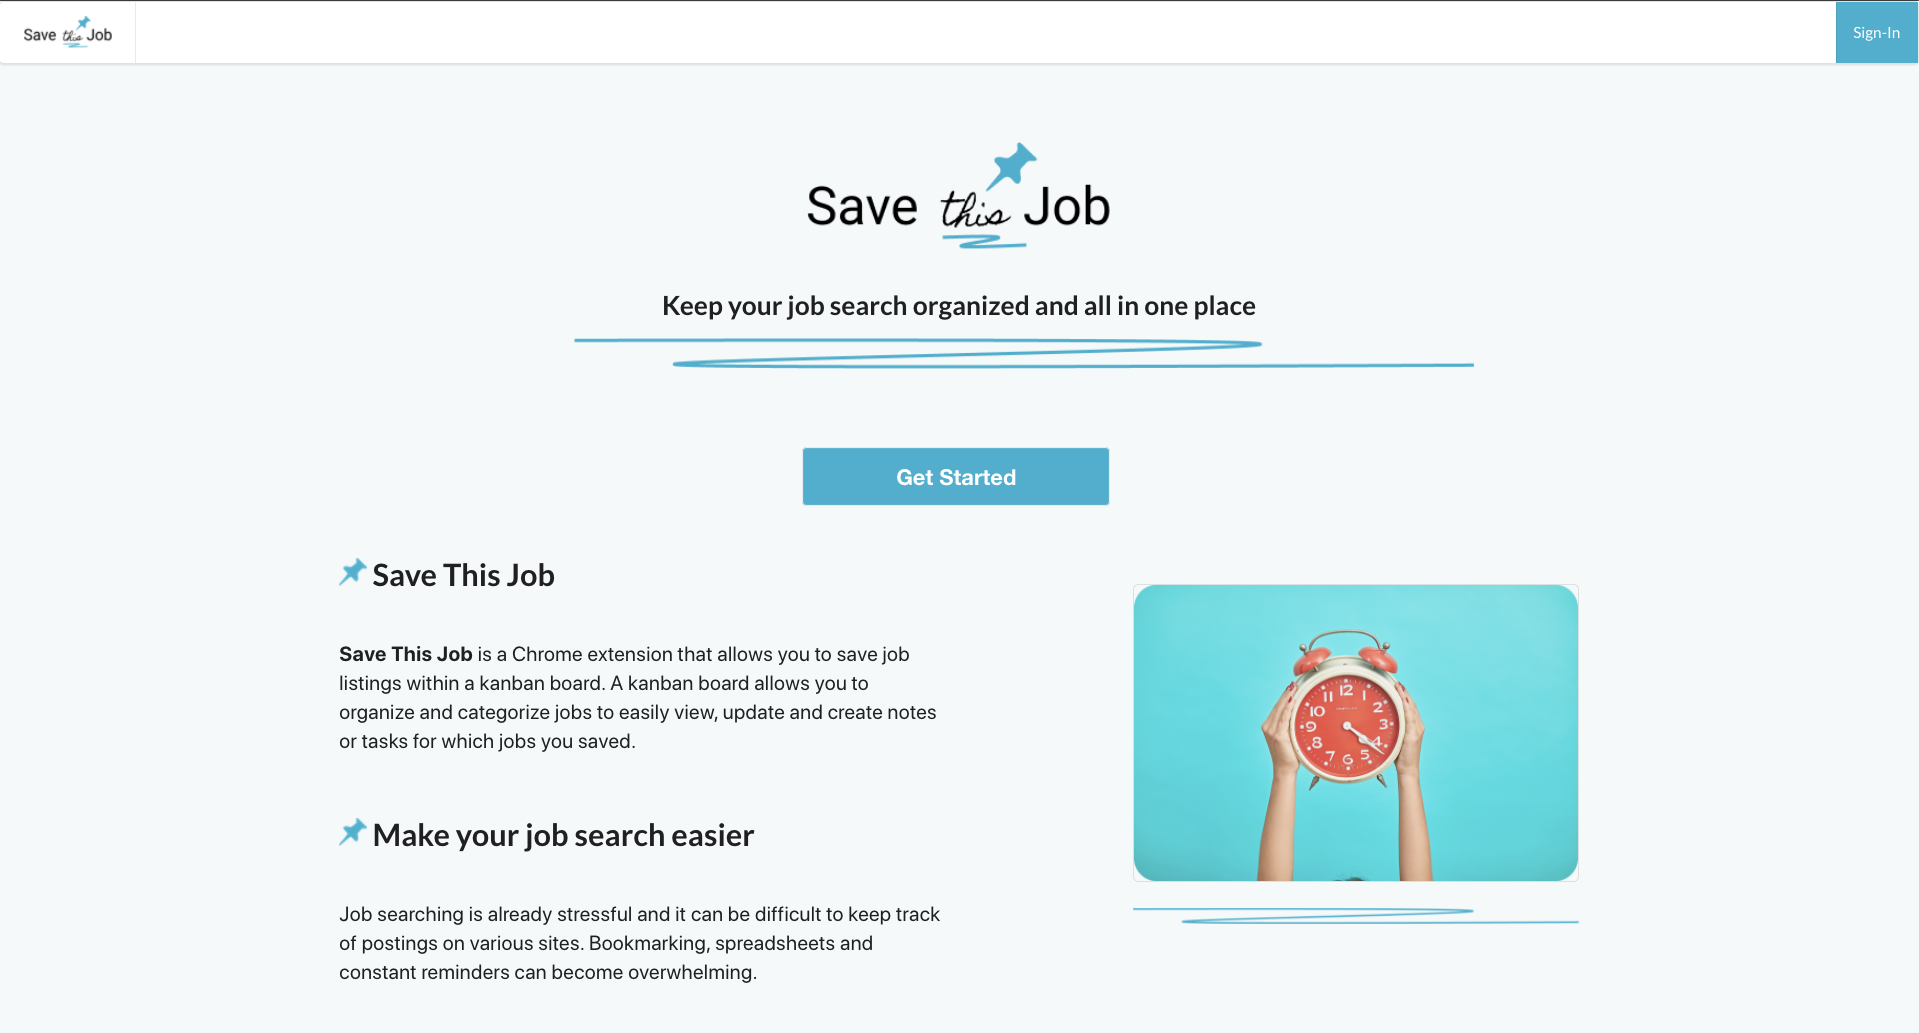 Save this Job
Sign-In
Save this Job
Keep your job search organized and all in one place
Get Started
Save This Job
Save This Job is a Chrome extension that allows you to save job
listings within a kanban board. A kanban board allows you to
organize and categorize jobs to easily view, update and create notes
or tasks for which jobs you saved.
12
11 1
10 2
9 3
8 4
7 5
6
Make your job search easier
Job searching is already stressful and it can be difficult to keep track
of postings on various sites. Bookmarking, spreadsheets and
constant reminders can become overwhelming.